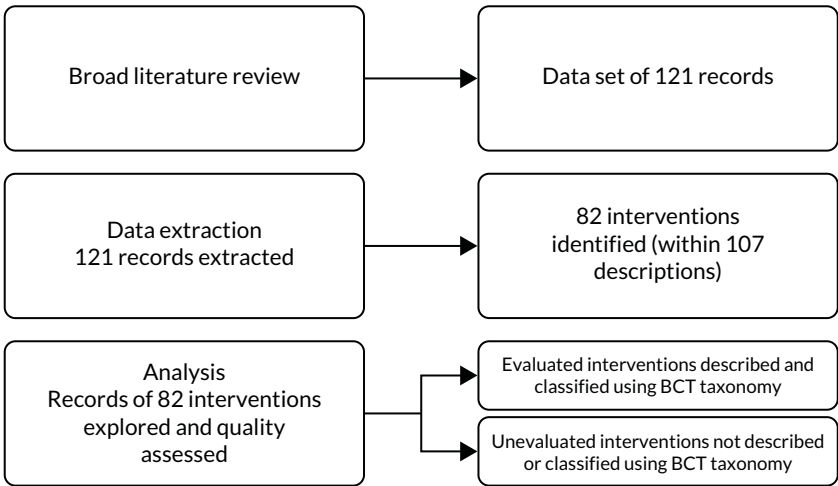 Broad literature review
Data set of 121 records
Data extraction
121 records extracted
82 interventions
identified (within 107
descriptions)
Analysis
Records of 82 interventions
explored and quality
assessed
Evaluated interventions described and
classified using BCT taxonomy
Unevaluated interventions not described
or classified using BCT taxonomy